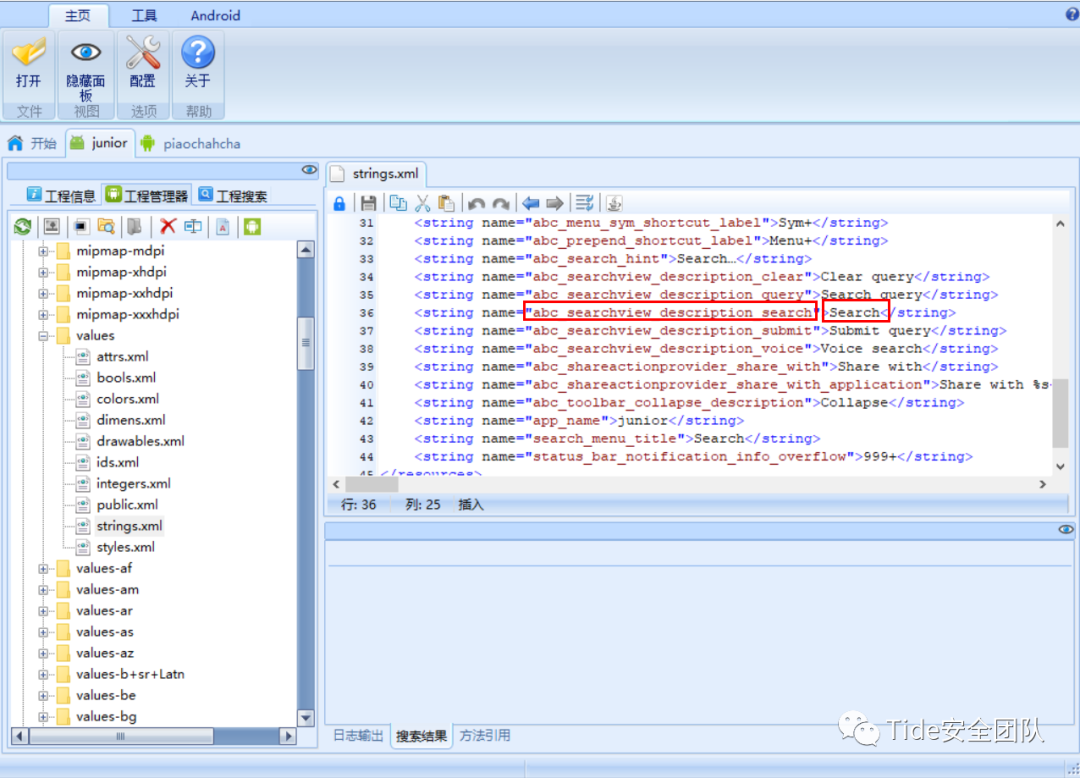 主页 工具 Android
打开 隐藏面板 配置 关于
文件 视图 选项 帮助
开始 junior piaochahcha
工程信息 工程管理器 工程搜索
mipmap-mdpi
mipmap-xhdpi
mipmap-xxhdpi
mipmap-xxxhdpi
values
attrs.xml
bools.xml
colors.xml
dimens.xml
drawables.xml
ids.xml
integers.xml
public.xml
strings.xml
styles.xml
values-af
values-am
values-ar
values-as
values-az
values-b+sr+Latn
values-be
values-bg
strings.xml
31 <string name="abc_menu_sym_shortcut_label">Sym+</string>
32 <string name="abc_prepend_shortcut_label">Menu+</string>
33 <string name="abc_search_hint">Search…</string>
34 <string name="abc_searchview_description_clear">Clear query</string>
35 <string name="abc_searchview_description_query">Search query</string>
36 <string name="abc_searchview_description_search">Search</string>
37 <string name="abc_searchview_description_submit">Submit query</string>
38 <string name="abc_searchview_description_voice">Voice search</string>
39 <string name="abc_shareactionprovider_share_with">Share with</string>
40 <string name="abc_shareactionprovider_share_with_application">Share with %s
41 <string name="abc_toolbar_collapse_description">Collapse</string>
42 <string name="app_name">junior</string>
43 <string name="search_menu_title">Search</string>
44 <string name="status_bar_notification_info_overflow">999+</string>
45 </resources>
行: 36 列: 25 插入
日志输出 搜索结果 方法引用
Tide安全团队